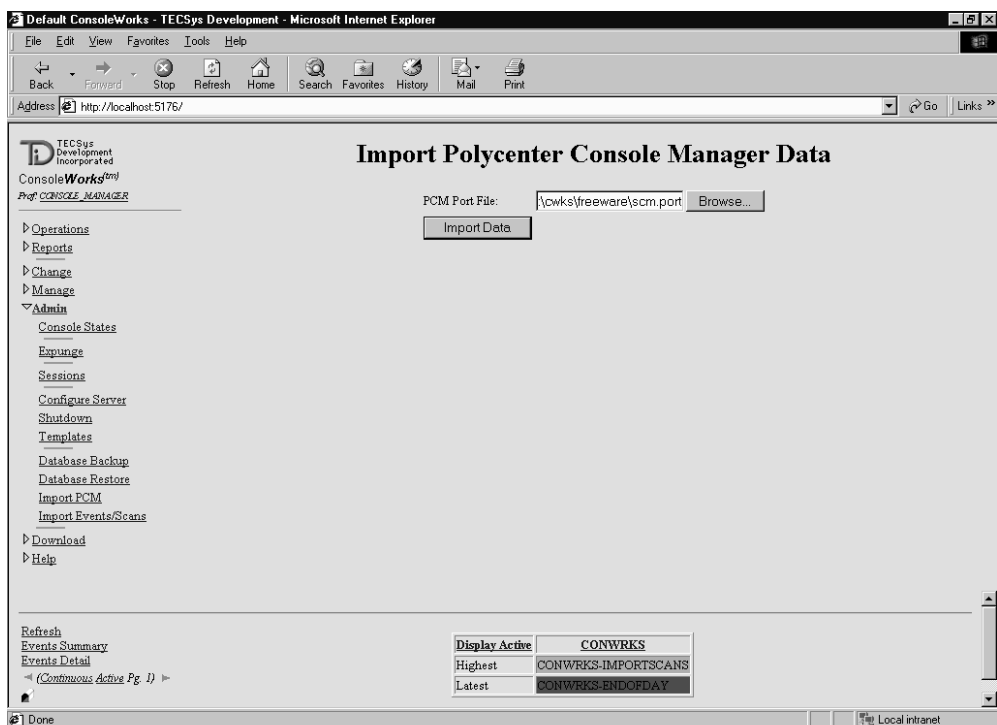 Default ConsoleWorks - TECSys Development - Microsoft Internet Explorer
File Edit View Favorites Tools Help
Back Forward Stop Refresh Home Search Favorites History Mail Print
Address http://localhost:5176/ Go Links »
TECSys
Development
Incorporated
ConsoleWorks(tm)
Prof: CONSOLE_MANAGER
Import Polycenter Console Manager Data
PCM Port File: :\cwks\freeware\scm.port Browse...
Import Data
Operations
Reports
Change
Manage
Admin
Console States
Expunge
Sessions
Configure Server
Shutdown
Templates
Database Backup
Database Restore
Import PCM
Import Events/Scans
Download
Help
Refresh
Events Summary
Events Detail
(Continuous Active Pg. 1)
Display Active CONWRKS
Highest CONWRKS-IMPORTSCANS
Latest CONWRKS-ENDOFDAY
Done Local intranet